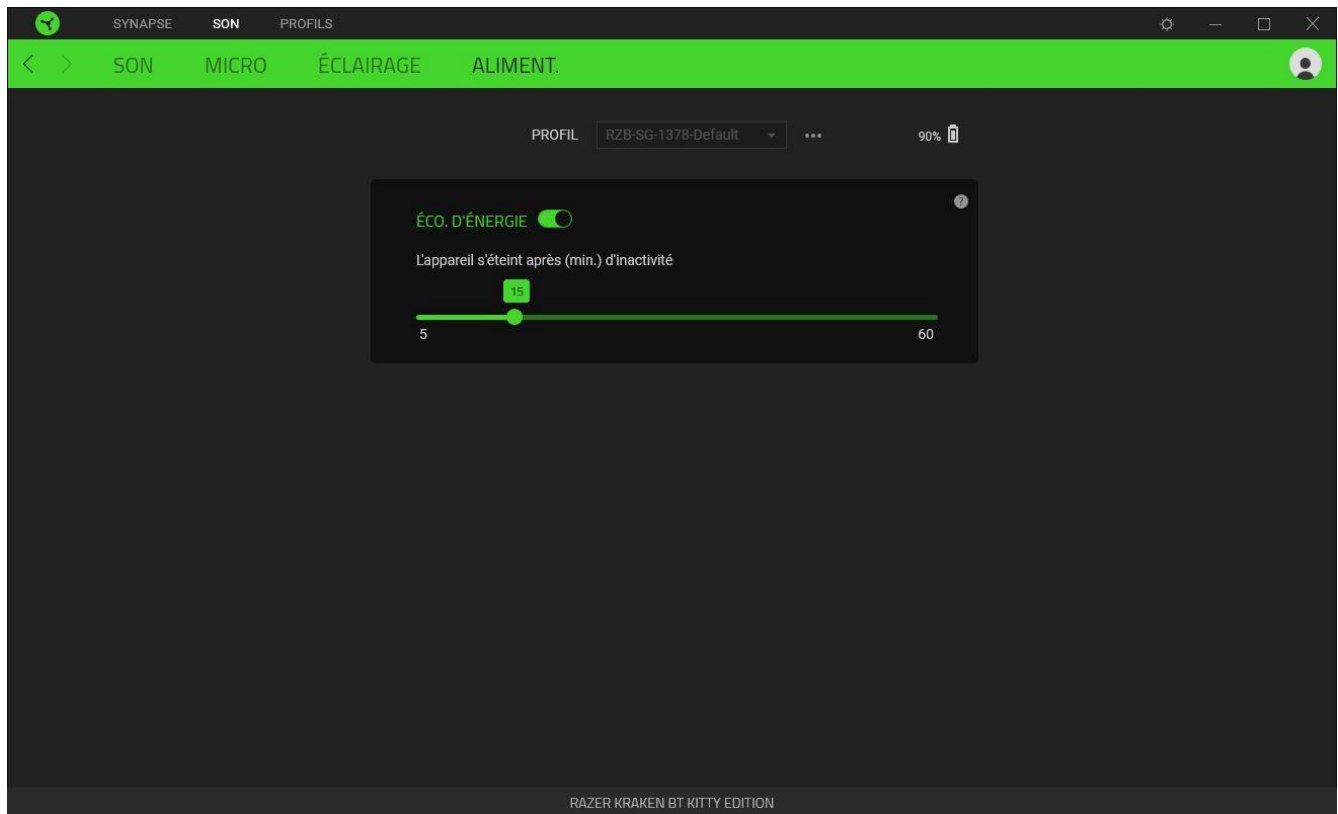 SYNAPSE SON PROFILS
SON MICRO ÉCLAIRAGE ALIMENT.
PROFIL RZB-SG-1378-Default ••• 90%
?
ÉCO. D'ÉNERGIE
L'appareil s'éteint après (min.) d'inactivité
15
5 60
RAZER KRAKEN BT KITTY EDITION